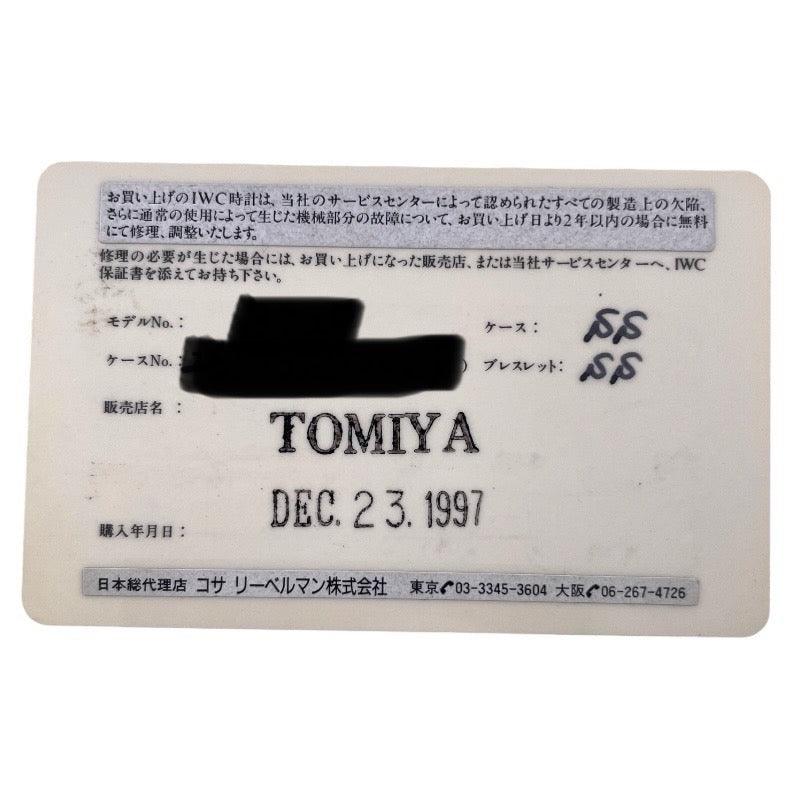 お買い上げのIWC時計は、当社のサービスセンターによって認められたすべての製造上の欠陥、
さらに通常の使用によって生じた機械部分の故障について、お買い上げ日より2年以内の場合に無料
にて修理、調整いたします。
修理の必要が生じた場合には、お買い上げになった販売店、または当社サービスセンターへ、IWC
保証書を添えてお持ち下さい。
モデルNo.： ケース： SS
ケースNo.： ) ブレスレット： SS
販売店名 ：
TOMIYA
DEC. 23. 1997
購入年月日：
日本総代理店 コサ リーベルマン株式会社 東京✆03-3345-3604 大阪✆06-267-4726